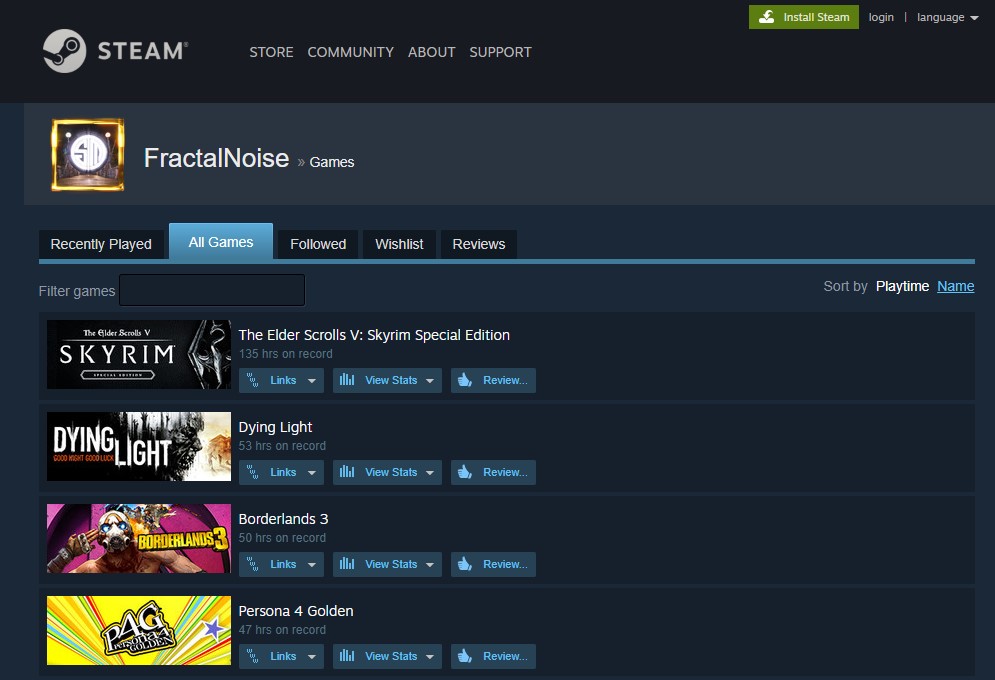 Install Steam login | language
STEAM®
STORE COMMUNITY ABOUT SUPPORT
FractalNoise » Games
Recently Played All Games Followed Wishlist Reviews
Filter games
Sort by Playtime Name
The Elder Scrolls V
SKYRIM
SPECIAL EDITION
The Elder Scrolls V: Skyrim Special Edition
135 hrs on record
Links View Stats Review...
DYING
LIGHT
GOOD NIGHT GOOD LUCK
Dying Light
53 hrs on record
Links View Stats Review...
BORDERLANDS 3
Borderlands 3
50 hrs on record
Links View Stats Review...
P4G
PERSONA4
GOLDEN
Persona 4 Golden
47 hrs on record
Links View Stats Review...